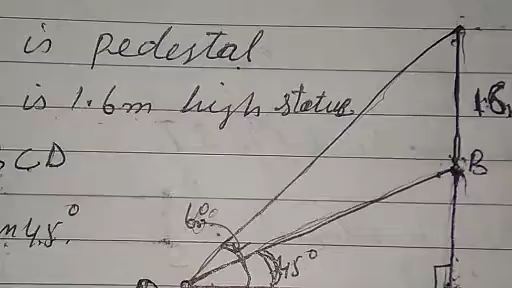 is pedestal
is 1.6m high status.
CD
45°
1.6
B
60°
45°